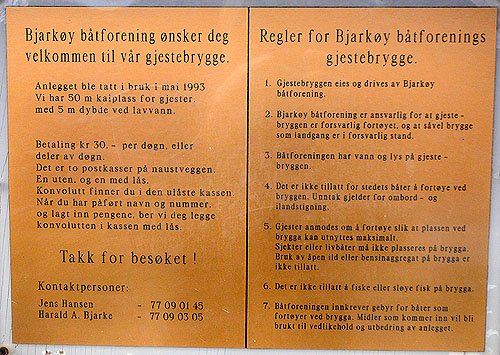 Bjarkøy båtforening ønsker deg
velkommen til vår gjestebrygge.
Anlegget ble tatt i bruk i mai 1993
Vi har 50 m kaiplass for gjester,
med 5 m dybde ved lavvann.
Betaling kr 30,- per døgn, eller
deler av døgn.
Det er to postkasser på naustveggen.
En uten, og en med lås.
Konvolutt finner du i den ulåste kassen.
Når du har påført navn og nummer,
og lagt inn pengene, ber vi deg legge
konvolutten i kassen med lås.
Takk for besøket !
Kontaktpersoner:
Jens Hansen - 77 09 01 45
Harald A. Bjarke - 77 09 03 05
Regler for Bjarkøy båtforenings
gjestebrygge.
1. Gjestebryggen eies og drives av Bjarkøy
båtforening.
2. Bjarkøy båtforening er ansvarlig for at gjeste-
bryggen er forsvarlig fortøyet, og at såvel brygge
som landgang er i forsvarlig stand.
3. Båtforeningen har vann og lys på gjeste-
bryggen.
4. Det er ikke tillatt for stedets båter å fortøye ved
bryggen. Unntak gjelder for ombord- og
ilandstigning.
5. Gjester anmodes om å fortøye slik at plassen ved
brygga kan utnyttes maksimalt.
Sjekter eller livbåter må ikke plasseres på brygga.
Bruk av åpen ild eller bensinaggregat på brygga er
ikke tillatt.
6. Det er ikke tillatt å fiske eller sløye fisk på brygga.
7. Båtforeningen innkrever gebyr for båter som
fortøyer ved brygga. Midler som kommer inn vil bli
brukt til vedlikehold og utbedring av anlegget.